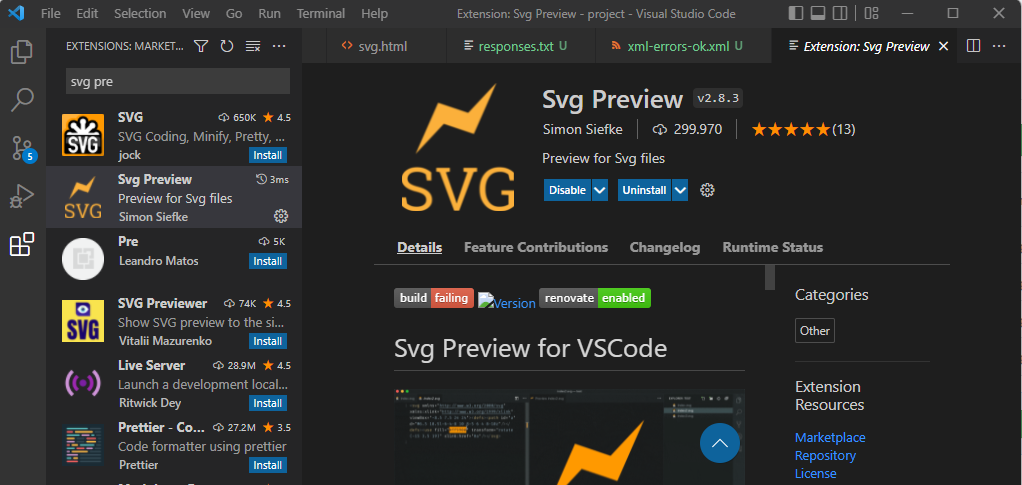 File Edit Selection View Go Run Terminal Help Extension: Svg Preview - project - Visual Studio Code
EXTENSIONS: MARKET...
svg.html responses.txt U xml-errors-ok.xml U Extension: Svg Preview
svg pre
SVG 650K 4.5
SVG Coding, Minify, Pretty, ...
jock Install
SVG
Svg Preview 3ms
Preview for Svg files
Simon Siefke
SVG
Pre 5K
Leandro Matos Install
SVG Previewer 74K 4.5
Show SVG preview to the si...
Vitalii Mazurenko Install
SVG
Live Server 28.9M 4.5
Launch a development local...
Ritwick Dey Install
Prettier - Co... 27.2M 3.5
Code formatter using prettier
Prettier Install
5
SVG
Svg Preview v2.8.3
Simon Siefke 299.970 (13)
Preview for Svg files
Disable Uninstall
Details Feature Contributions Changelog Runtime Status
build failing Version renovate enabled
Svg Preview for VSCode
Categories
Other
Extension
Resources
Marketplace
Repository
License